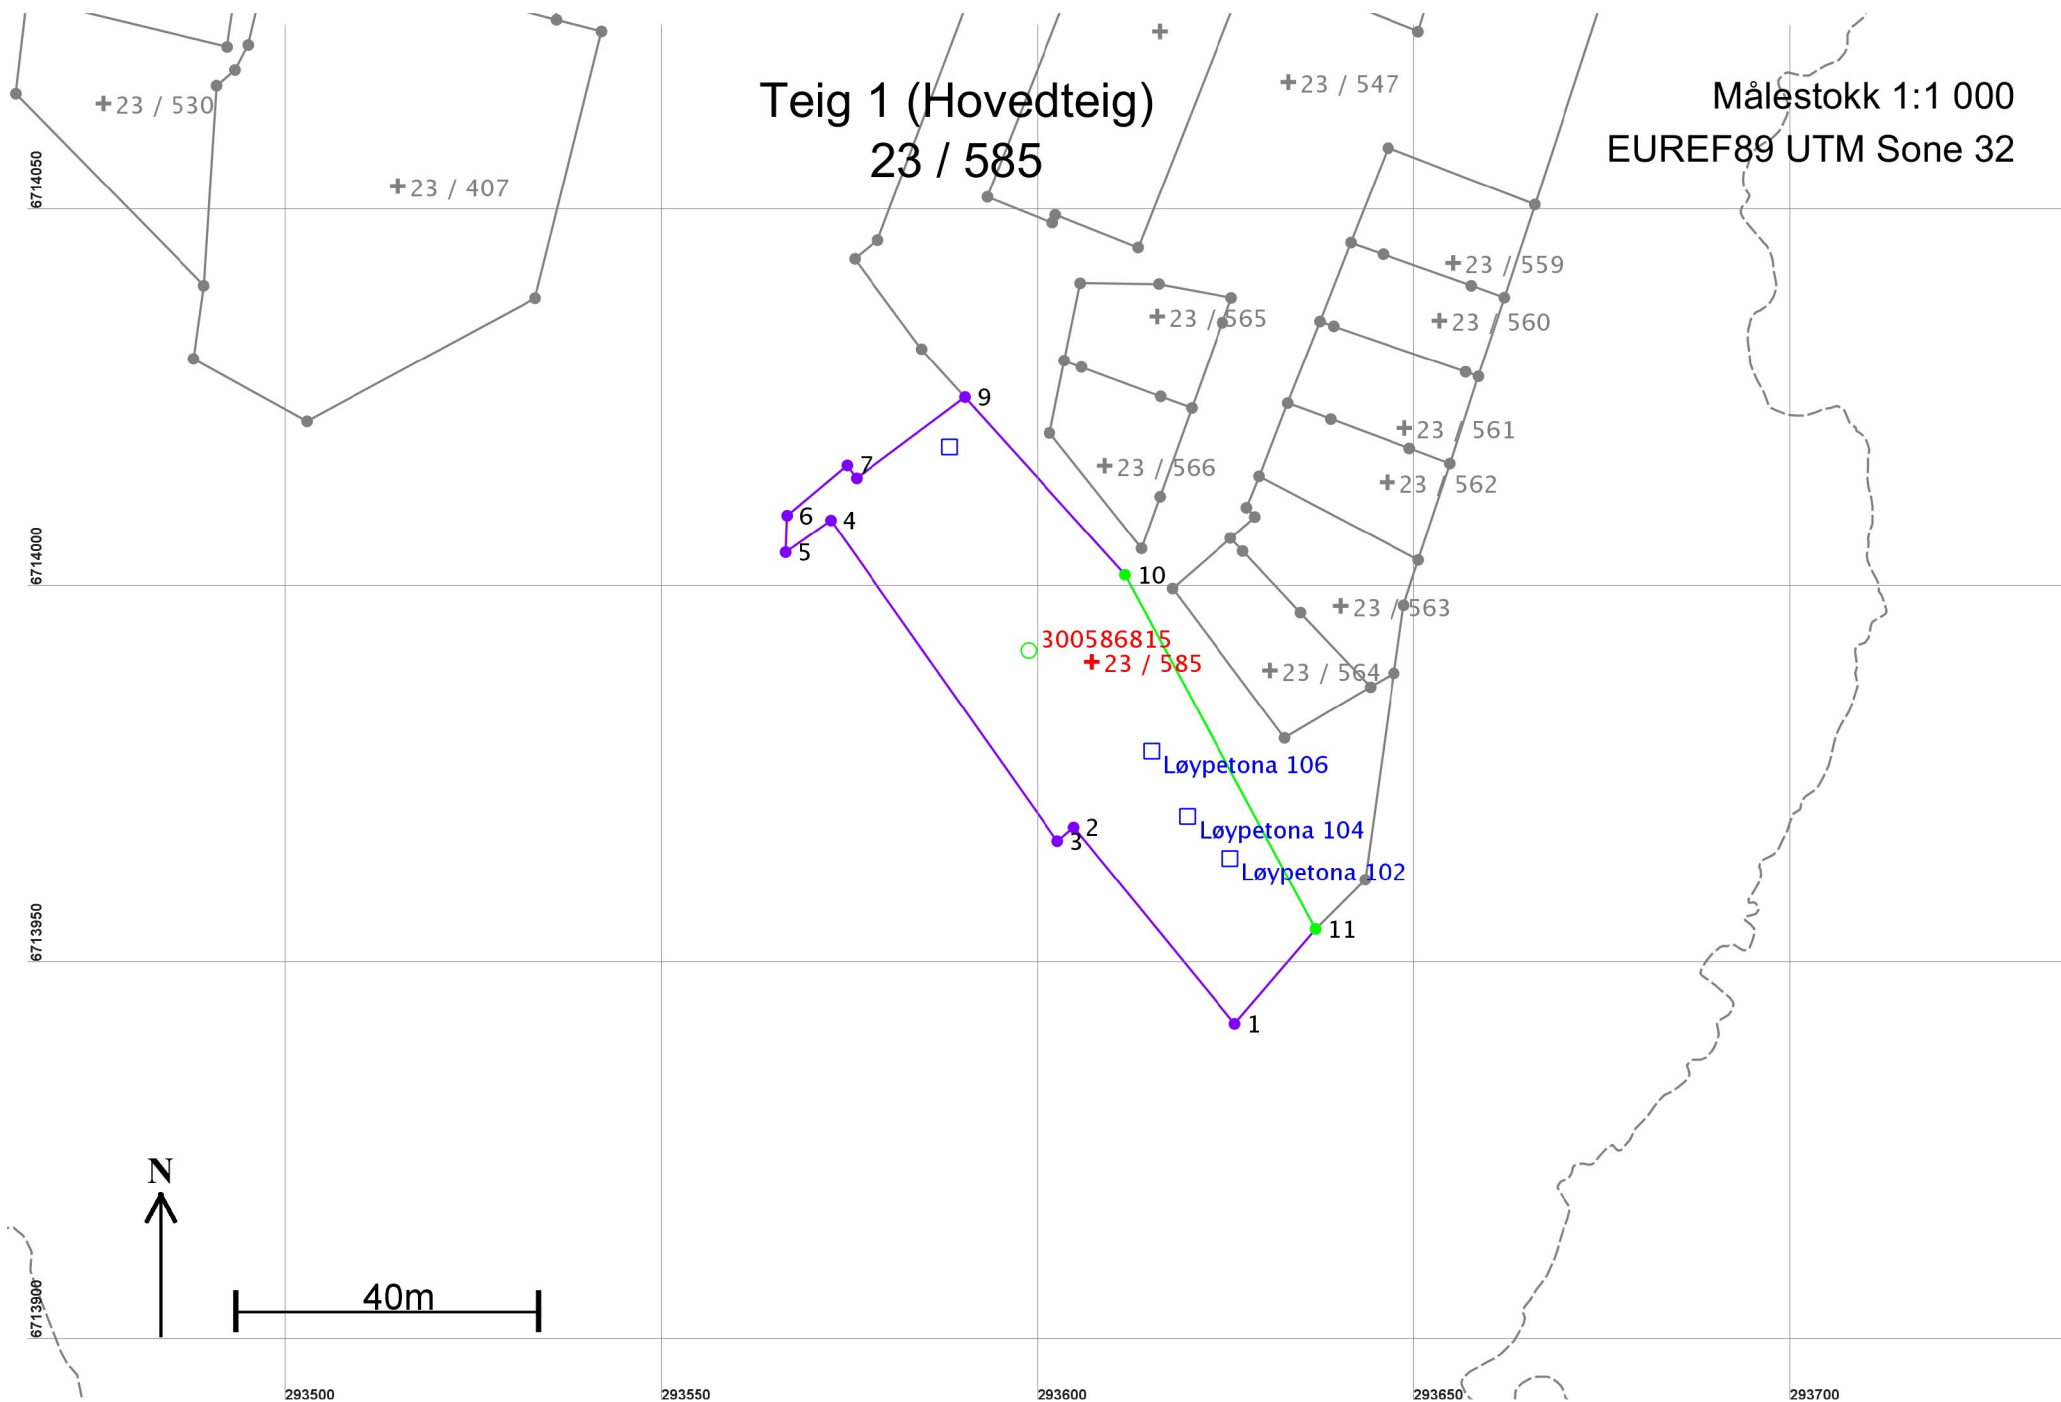 Teig 1 (Hovedteig)
23 / 585
Målestokk 1:1 000
EUREF89 UTM Sone 32
23 / 530
23 / 547
23 / 407
6714050
23 / 559
23 / 565
23 / 560
9
23 / 561
7
23 / 566
23 / 562
6
4
5
6714000
10
23 / 563
300586815
23 / 585
23 / 564
Løypetona 106
2
Løypetona 104
3
Løypetona 102
11
6713950
1
N
40m
6713900
293500
293550
293600
293650
293700